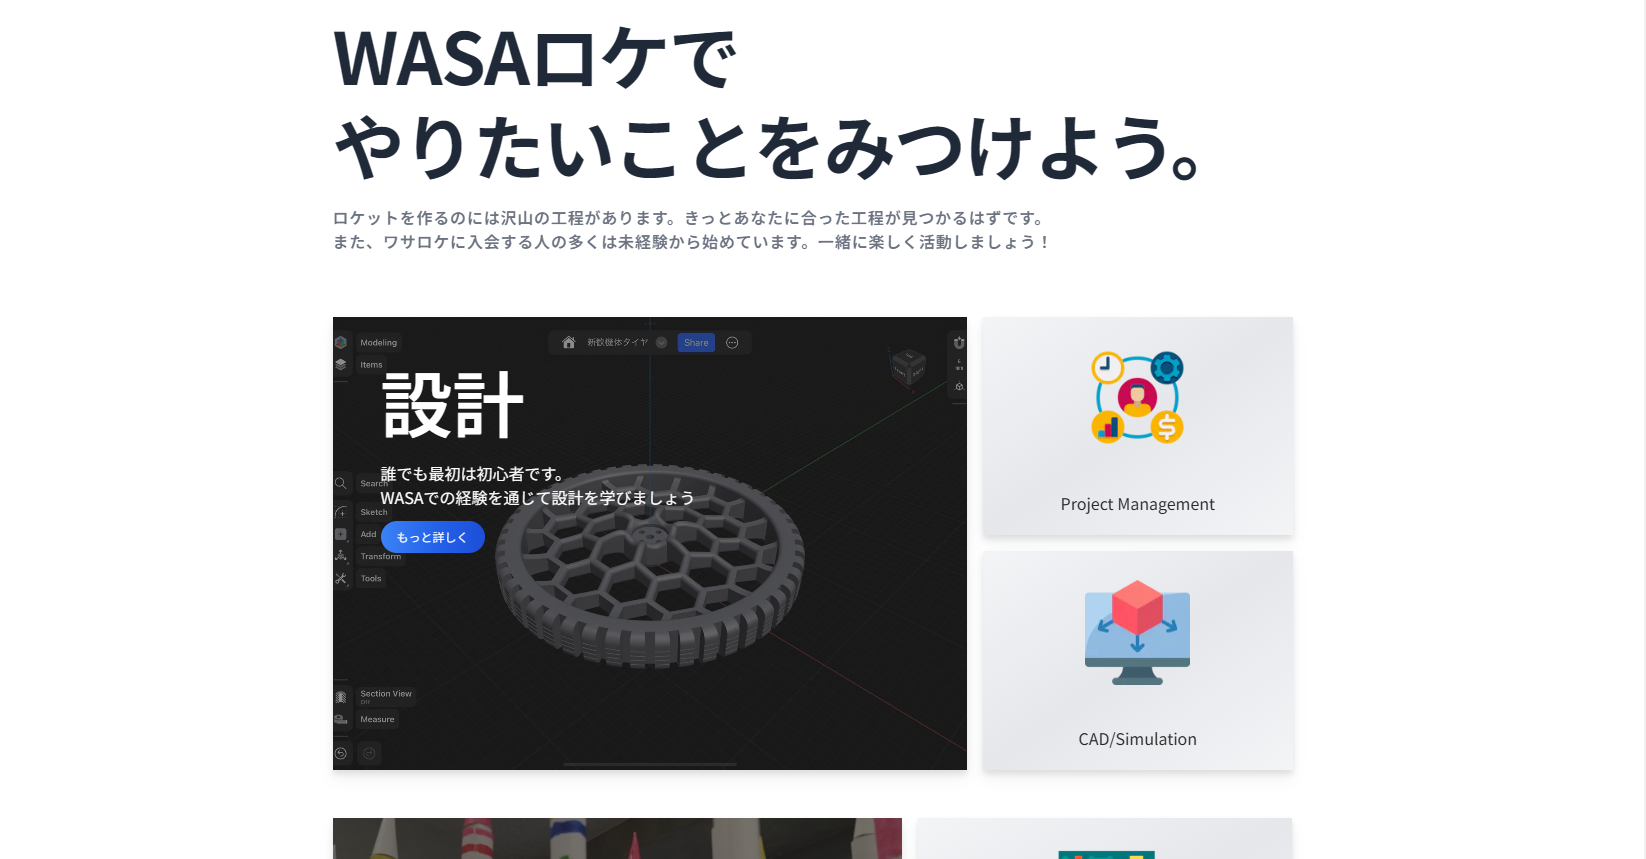 WASAロケで
やりたいことをみつけよう。
ロケットを作るのには沢山の工程があります。きっとあなたに合った工程が見つかるはずです。
また、ワサロケに入会する人の多くは未経験から始めています。一緒に楽しく活動しましょう！
Modeling
Items
新歓機体タイヤ
Share
設計
誰でも最初は初心者です。
WASAでの経験を通じて設計を学びましょう
もっと詳しく
Search
Sketch
Add
Transform
Tools
Section View
Off
Measure
Project Management
CAD/Simulation